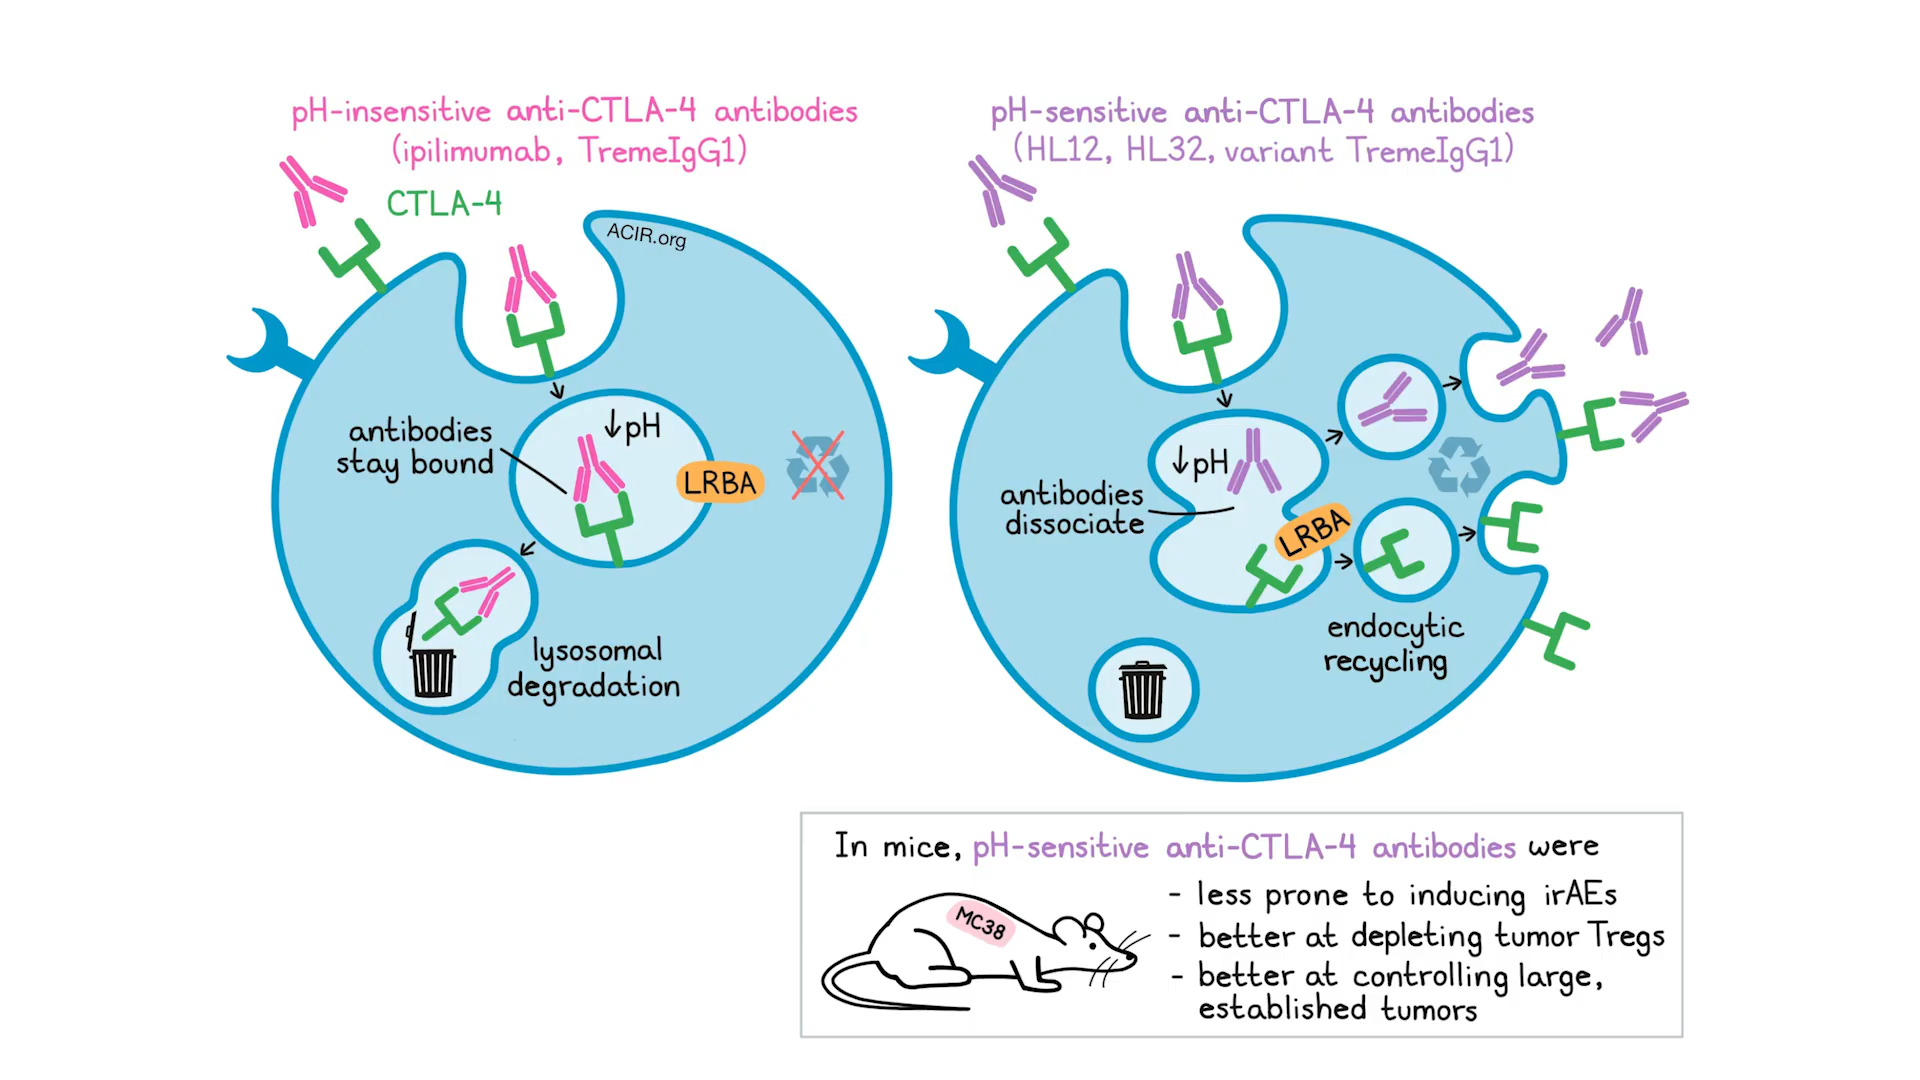 pH-insensitive anti-CTLA-4 antibodies
(ipilimumab, TremeIgG1)
CTLA-4
ACIR.org
antibodies
stay bound
↓pH
LRBA
lysosomal
degradation
pH-sensitive anti-CTLA-4 antibodies
(HL12, HL32, variant TremeIgG1)
↓pH
antibodies
dissociate
LRBA
endocytic
recycling
In mice, pH-sensitive anti-CTLA-4 antibodies were
MC38
- less prone to inducing irAEs
- better at depleting tumor Tregs
- better at controlling large,
established tumors